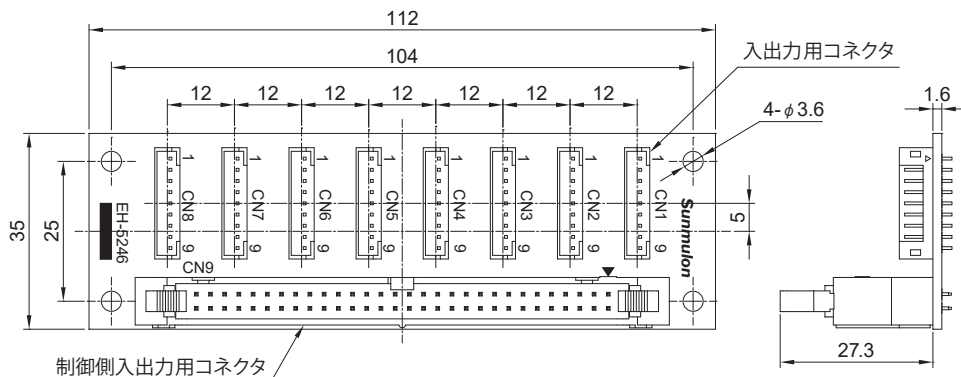 112
104
入出力用コネクタ
12 12 12 12 12 12 12
1.6
4-φ3.6
1 1 1 1 1 1 1 1
CN8 CN7 CN6 CN5 CN4 CN3 CN2 CN1
9 9 9 9 9 9 9 9
35
25
EH-5246
Sunmulon
5
CN9
27.3
制御側入出力用コネクタ